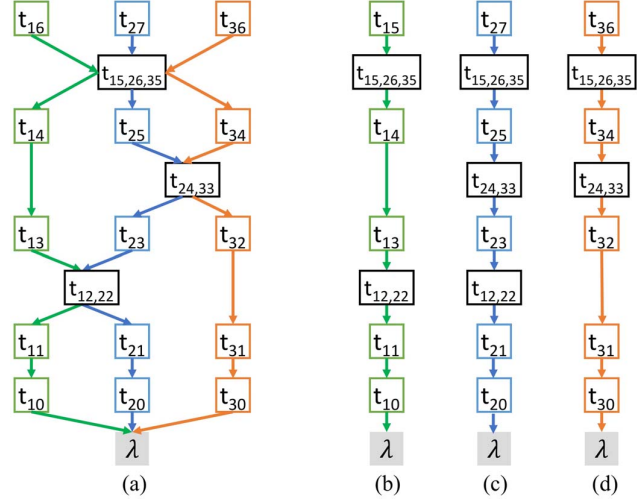 t16 t27 t36 t15 t27 t36
t15,26,35 t15,26,35 t15,26,35 t15,26,35
t14 t25 t34 t14 t25 t34
t24,33 t24,33 t24,33
t13 t23 t32 t13 t23 t32
t12,22 t12,22 t12,22
t11 t21 t31 t11 t21 t31
t10 t20 t30 t10 t20 t30
λ λ λ λ
(a) (b) (c) (d)